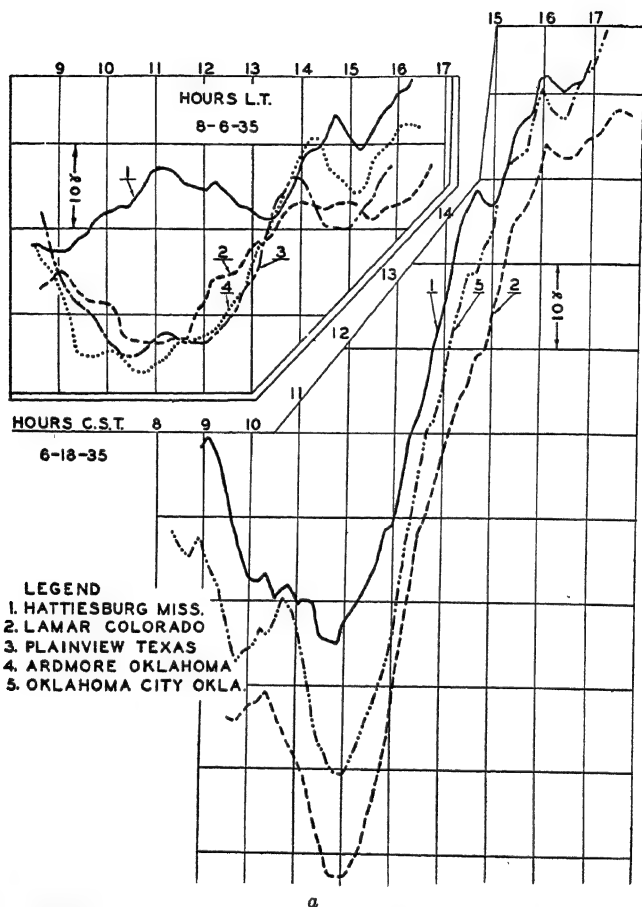 15 16 17
9 10 11 12 13 14 15 16 17
HOURS L.T.
8-6-35
10γ
1
2
3
4
14
13
12
11
1 5 2
10γ
HOURS C.S.T. 8 9 10
6-18-35
LEGEND
1. HATTIESBURG MISS.
2. LAMAR COLORADO
3. PLAINVIEW TEXAS
4. ARDMORE OKLAHOMA
5. OKLAHOMA CITY OKLA.
a